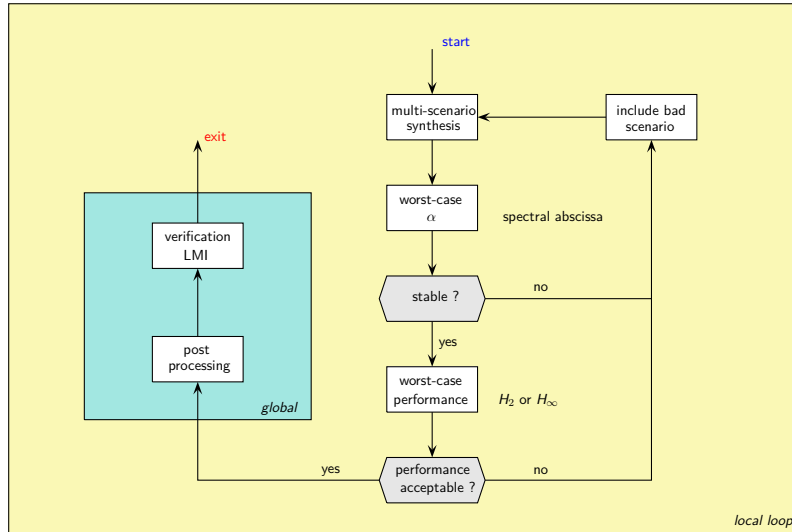 start
multi-scenario
synthesis
include bad
scenario
exit
worst-case
α
spectral abscissa
verification
LMI
stable ?
no
yes
post
processing
worst-case
performance
H₂ or H∞
global
yes
performance
acceptable ?
no
local loop